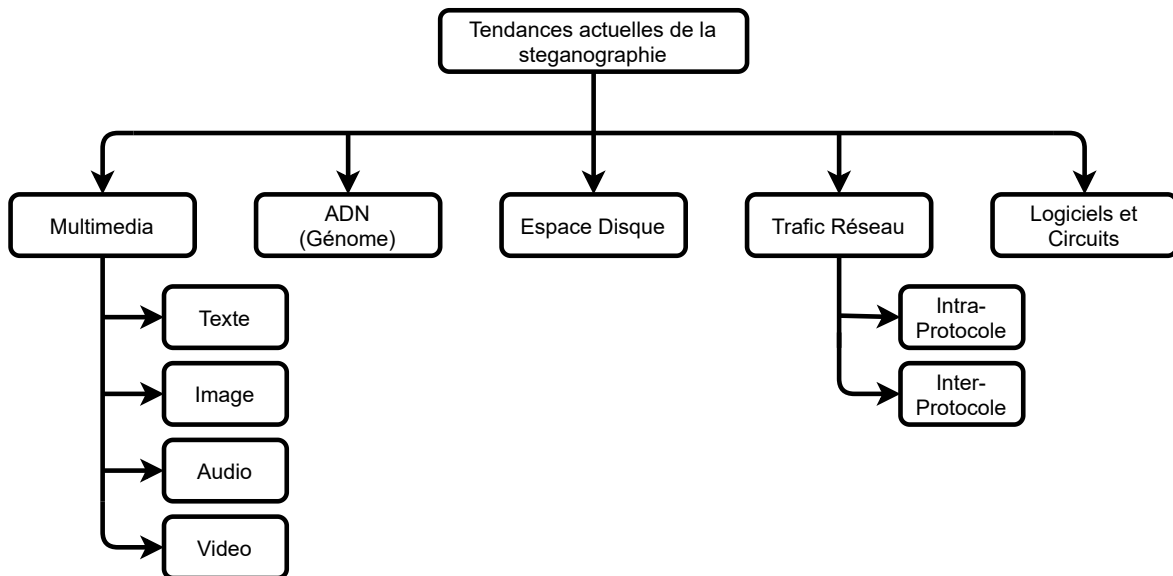 Tendances actuelles de la
steganographie
Multimedia
ADN
(Génome)
Espace Disque
Trafic Réseau
Logiciels et
Circuits
Texte
Image
Audio
Video
Intra-
Protocole
Inter-
Protocole